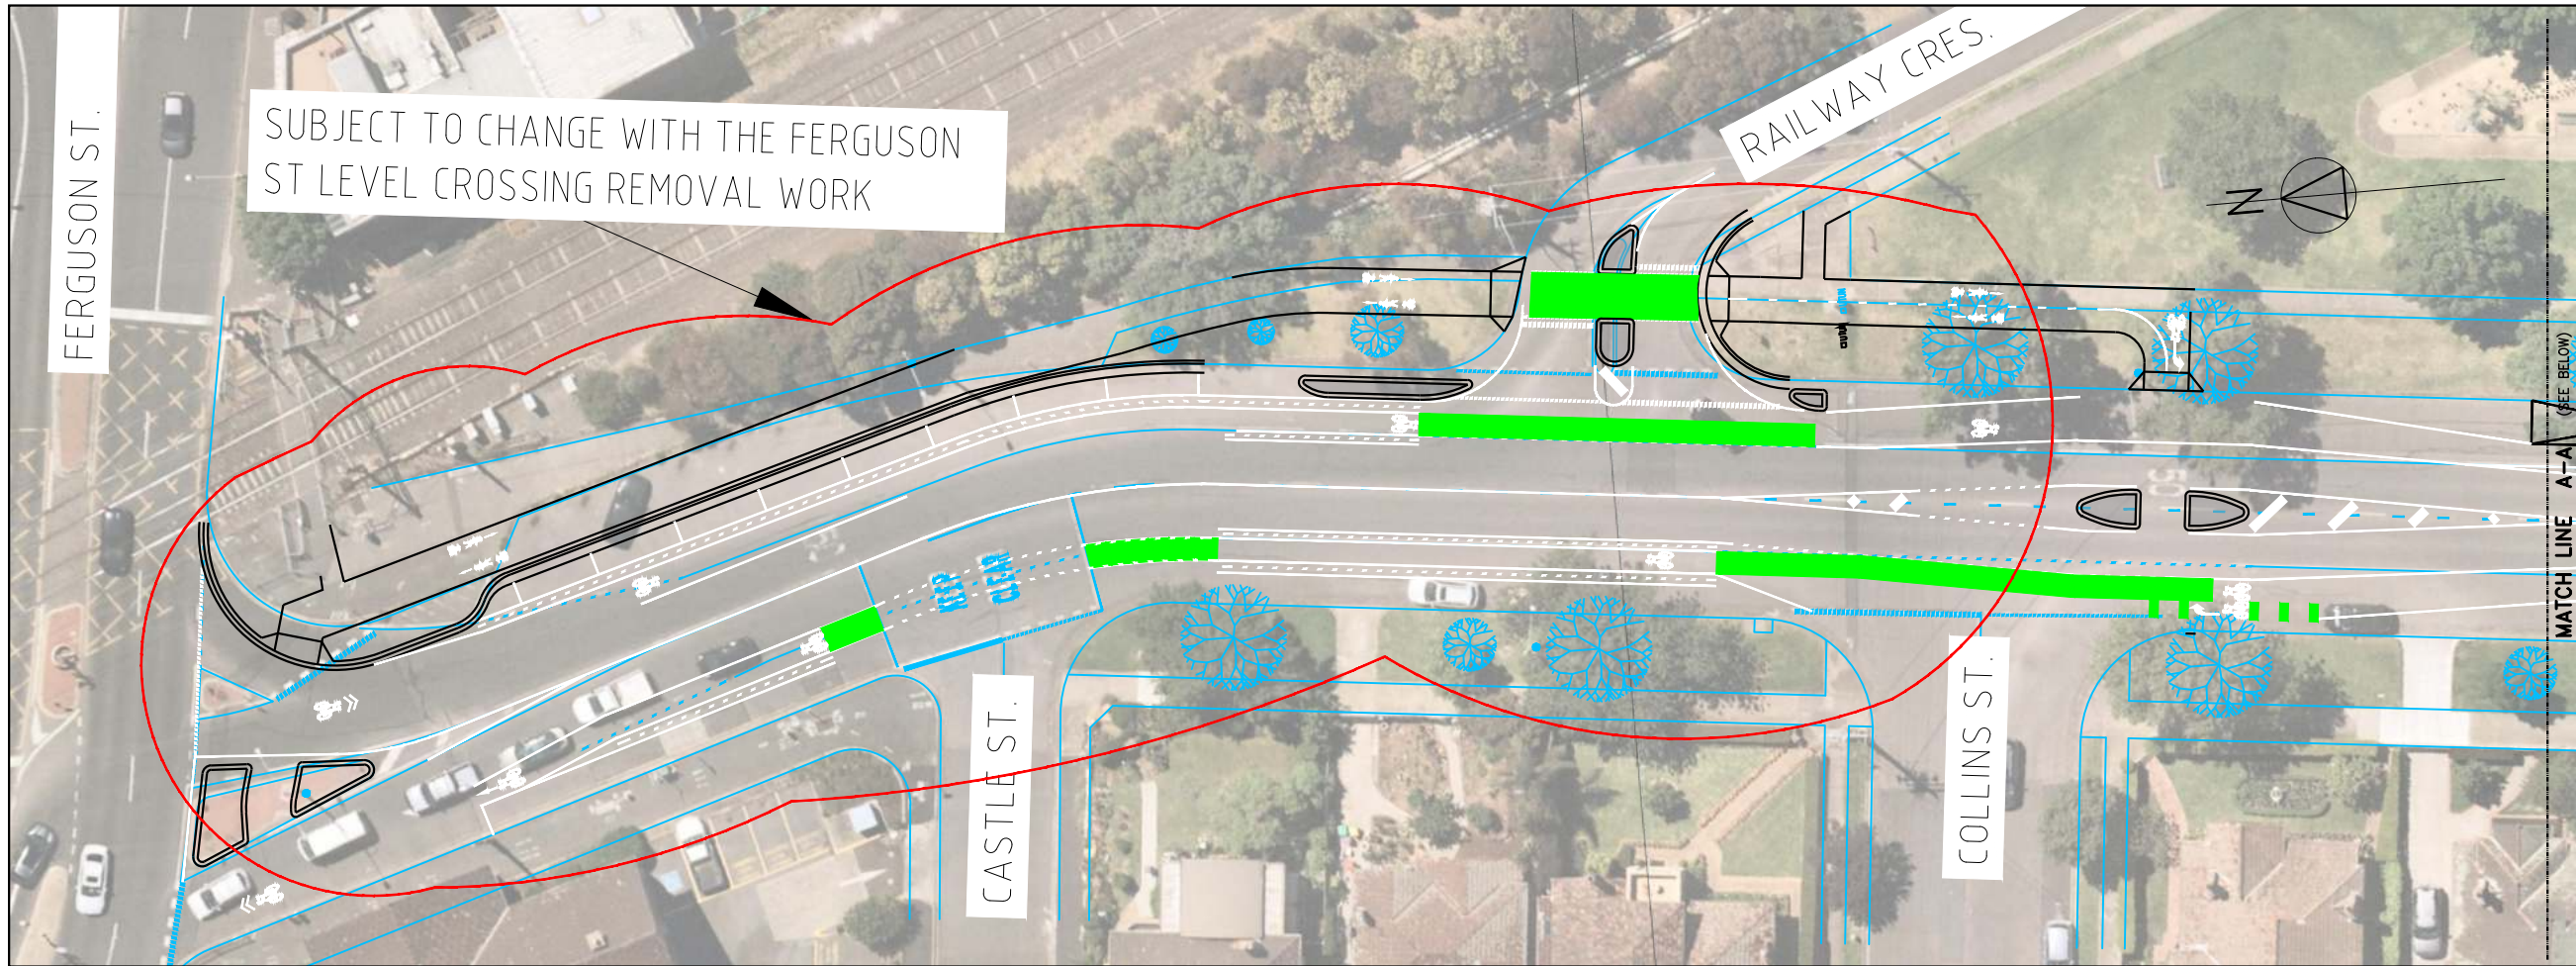 FERGUSON ST.
SUBJECT TO CHANGE WITH THE FERGUSON
ST LEVEL CROSSING REMOVAL WORK
RAILWAY CRES.
N
KEEP
CLEAR
CASTLE ST.
COLLINS ST.
MATCH LINE A-A
(SEE BELOW)